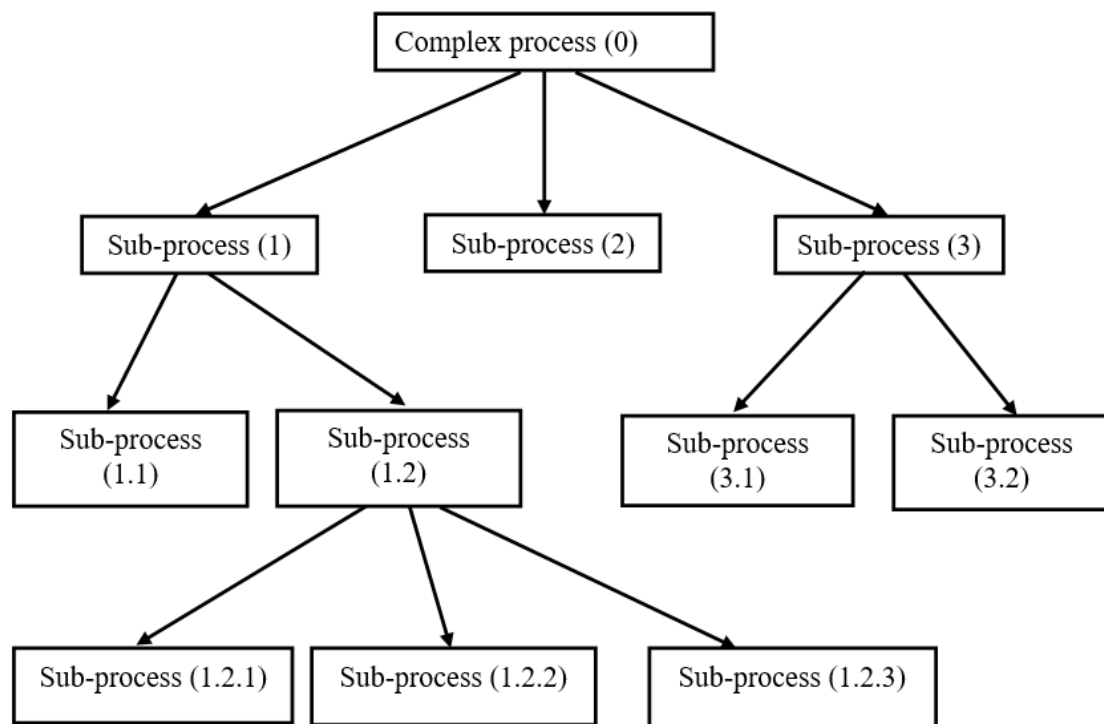 Complex process (0)
Sub-process (1)
Sub-process (2)
Sub-process (3)
Sub-process
(1.1)
Sub-process
(1.2)
Sub-process
(3.1)
Sub-process
(3.2)
Sub-process (1.2.1)
Sub-process (1.2.2)
Sub-process (1.2.3)